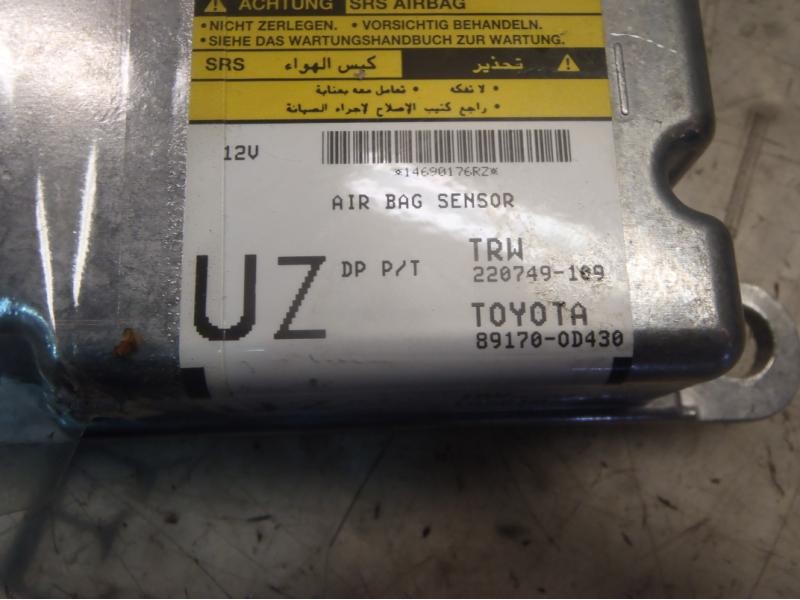 ACHTUNG SRS AIRBAG
•NICHT ZERLEGEN. •VORSICHTIG BEHANDELN.
•SIEHE DAS WARTUNGSHANDBUCH ZUR WARTUNG.
تحذير كيس الهواء SRS
• لا تفكه • تعامل معه بعناية
• راجع كتيب الإصلاح لاجراء الصيانة
12V
*14690176RZ*
AIR BAG SENSOR
UZ DP P/T TRW
220749-109
TOYOTA
89170-0D430